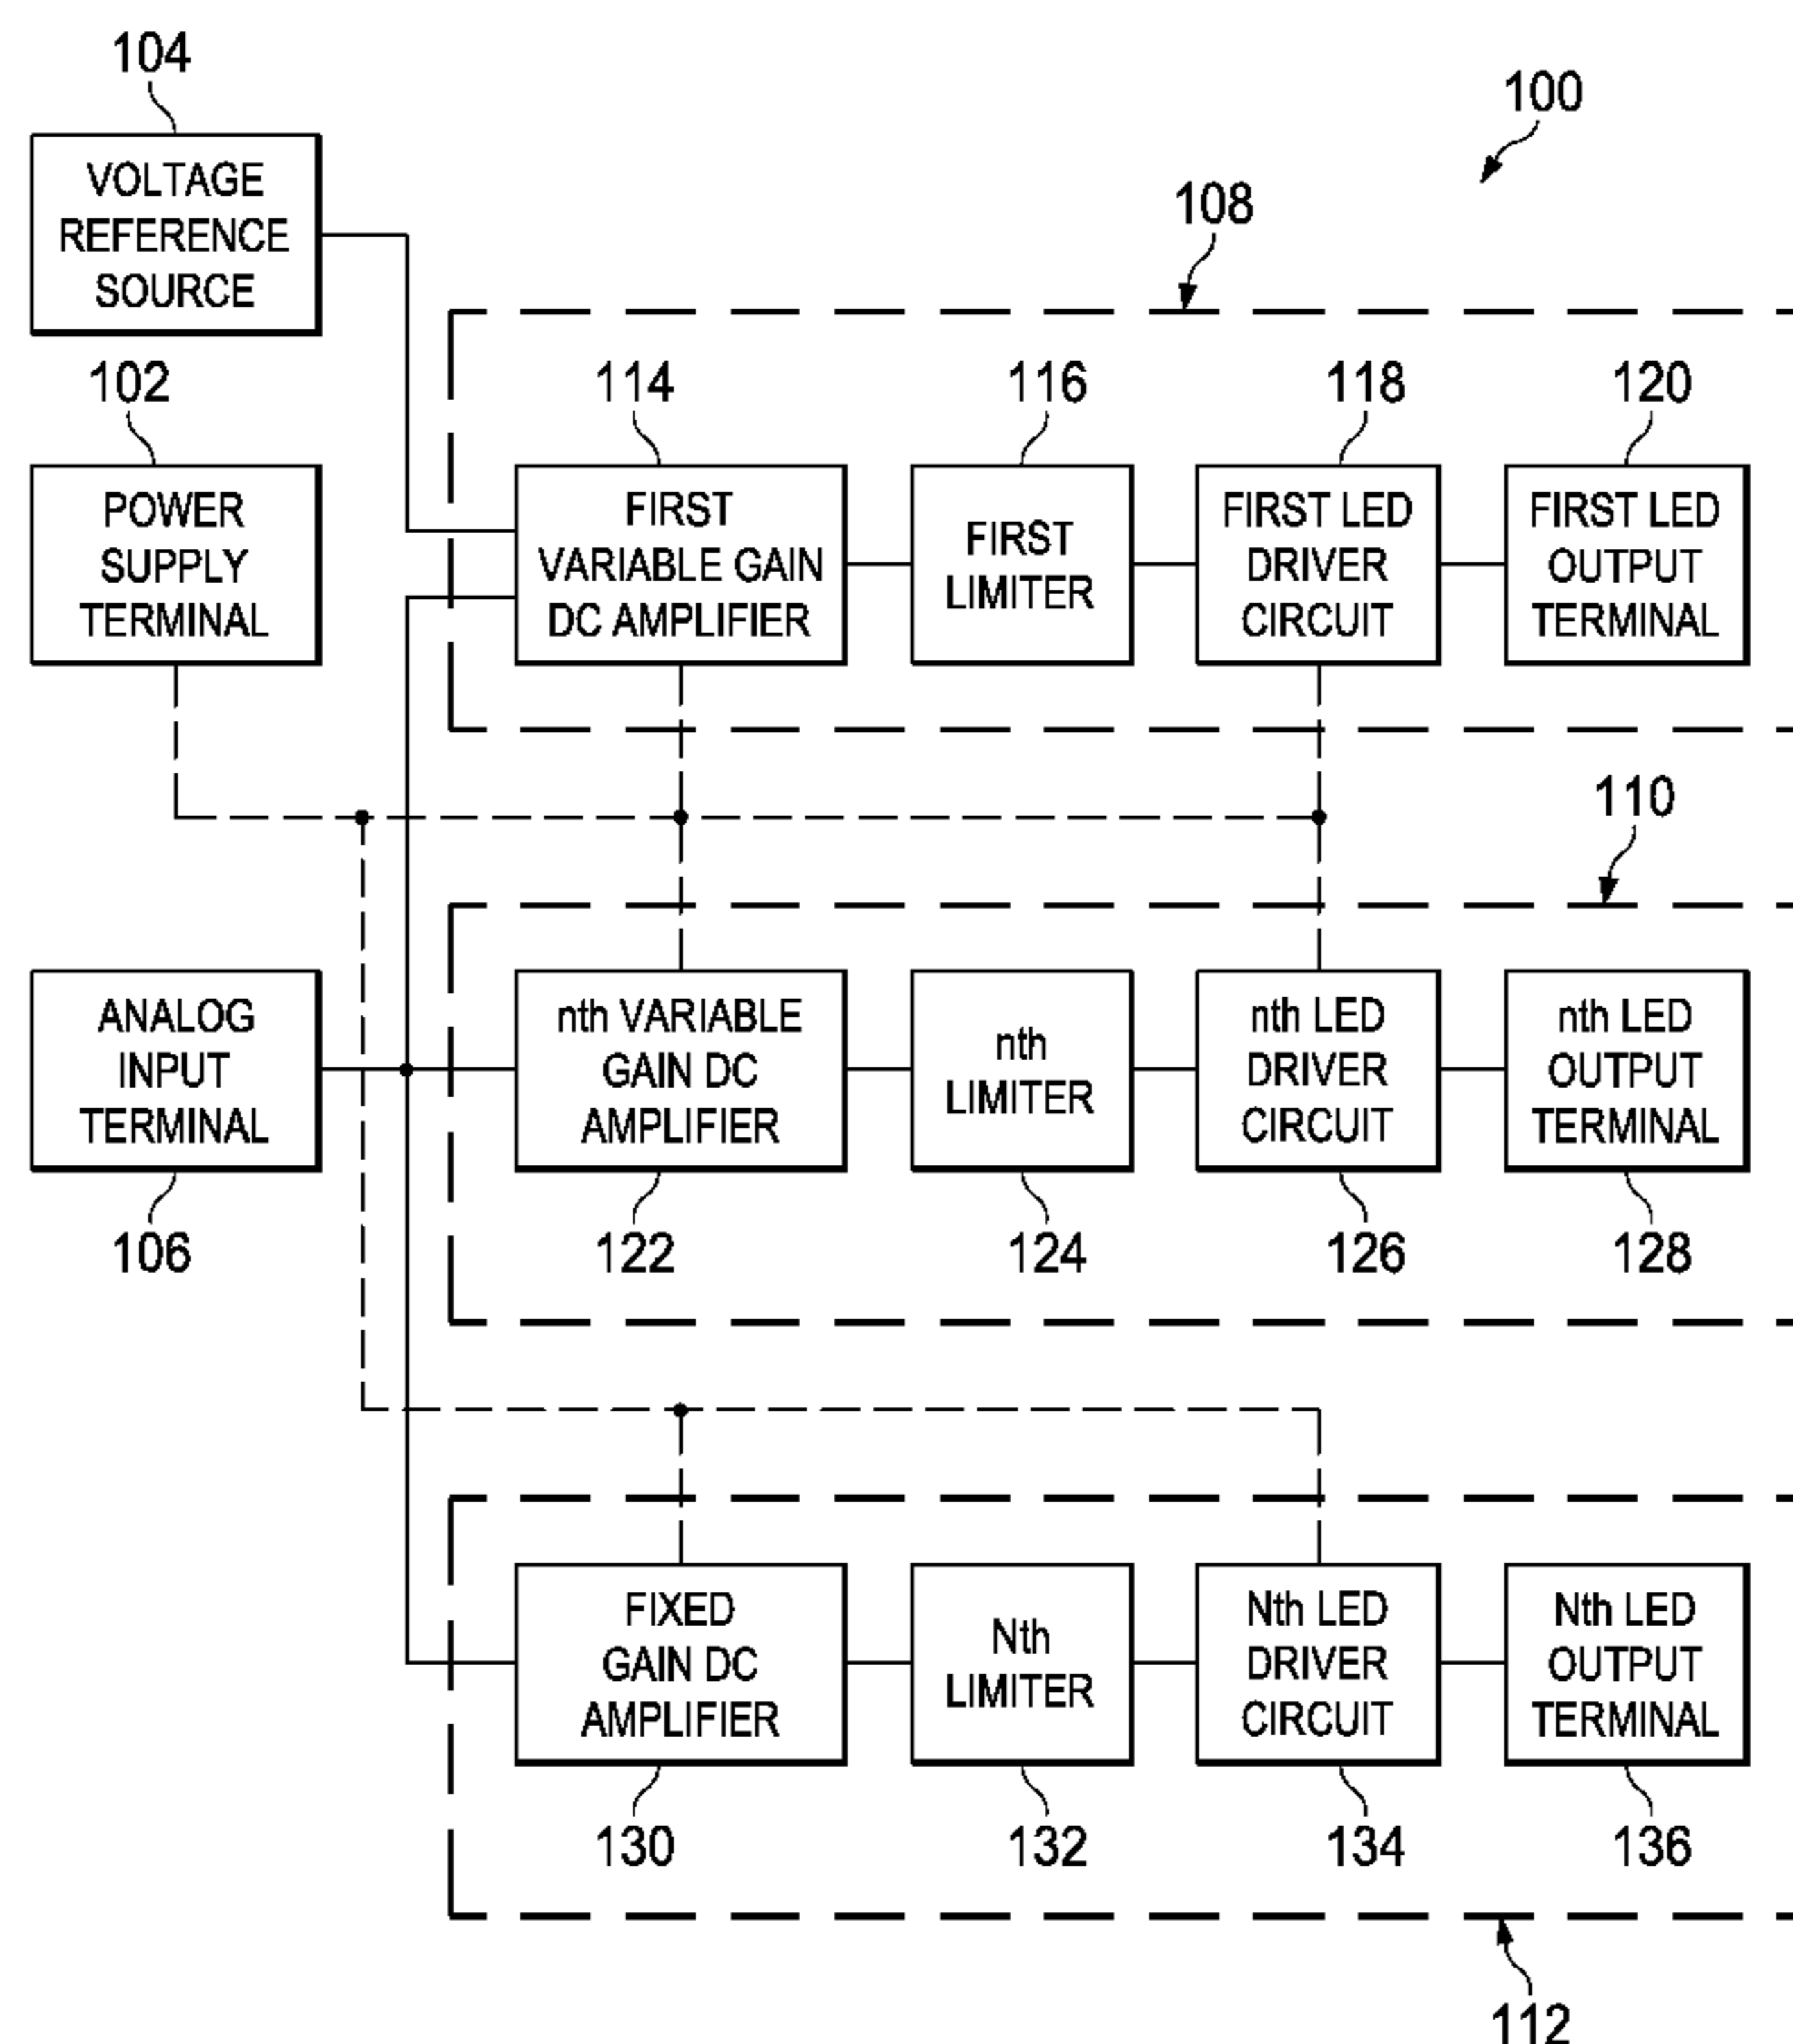 104
100
VOLTAGE
REFERENCE
SOURCE
108
102
114
116
118
120
POWER
SUPPLY
TERMINAL
FIRST
VARIABLE GAIN
DC AMPLIFIER
FIRST
LIMITER
FIRST LED
DRIVER
CIRCUIT
FIRST LED
OUTPUT
TERMINAL
110
ANALOG
INPUT
TERMINAL
nth VARIABLE
GAIN DC
AMPLIFIER
nth
LIMITER
nth LED
DRIVER
CIRCUIT
nth LED
OUTPUT
TERMINAL
106
122
124
126
128
FIXED
GAIN DC
AMPLIFIER
Nth
LIMITER
Nth LED
DRIVER
CIRCUIT
Nth LED
OUTPUT
TERMINAL
130
132
134
136
112